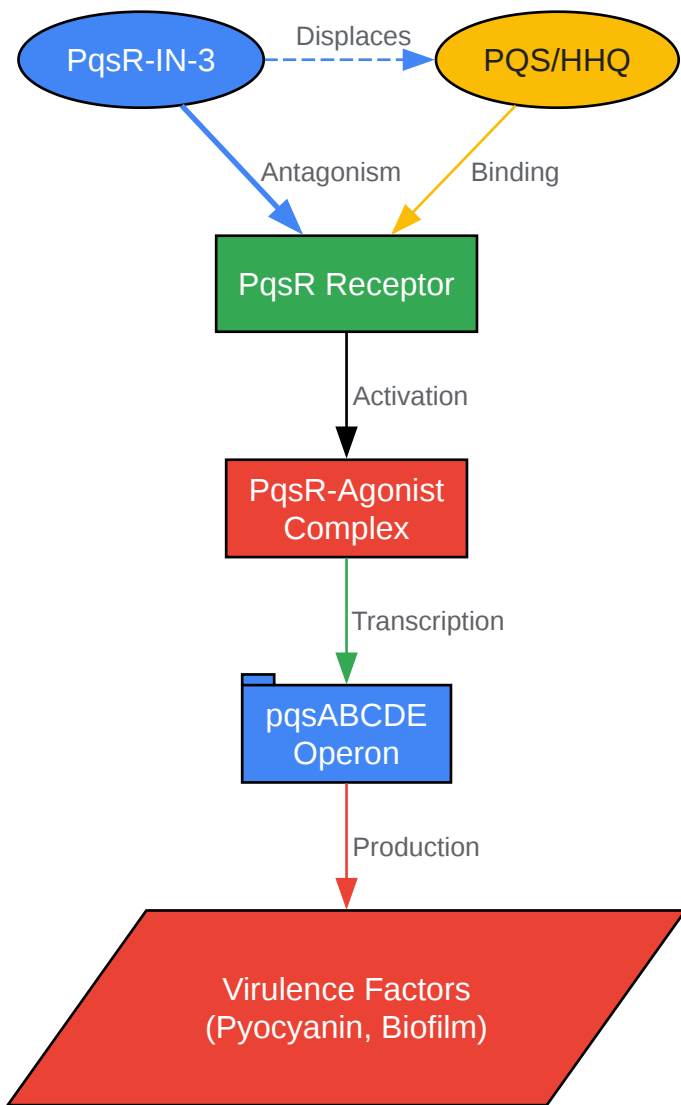 PqsR-IN-3
Displaces
PQS/HHQ
Antagonism
Binding
PqsR Receptor
Activation
PqsR-Agonist
Complex
Transcription
pqsABCDE
Operon
Production
Virulence Factors
(Pyocyanin, Biofilm)